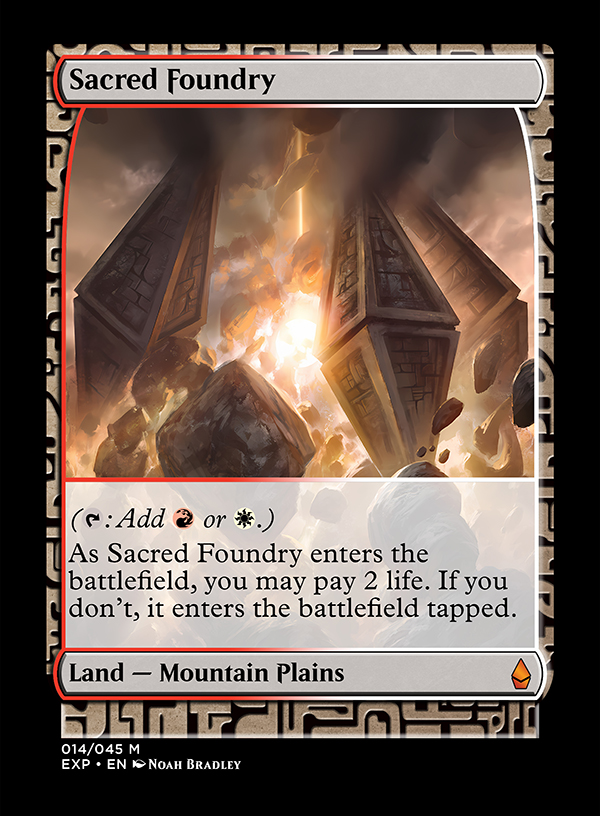 Sacred Foundry
(: Add or .)
As Sacred Foundry enters the
battlefield, you may pay 2 life. If you
don't, it enters the battlefield tapped.
Land — Mountain Plains
014/045 M
EXP • EN NOAH BRADLEY